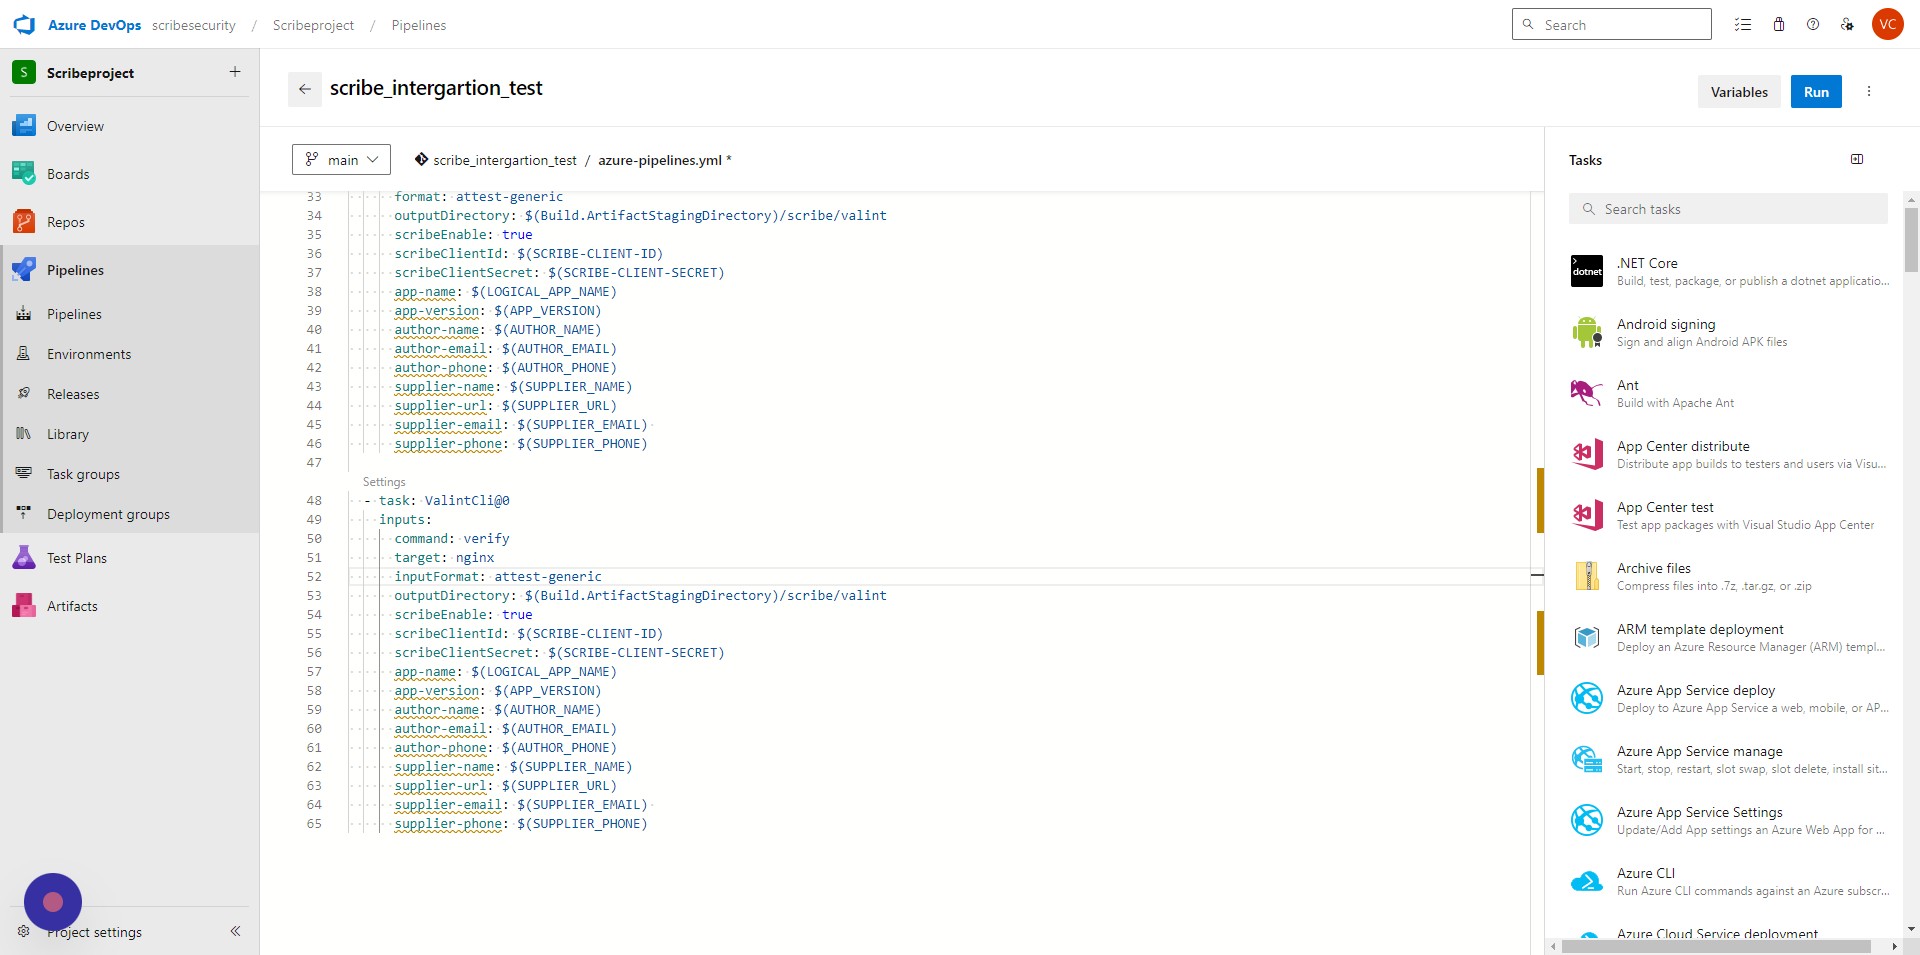 Azure DevOps scribesecurity / Scribeproject / Pipelines
Search
VC
S Scribeproject +
Overview
Boards
Repos
Pipelines
Pipelines
Environments
Releases
Library
Task groups
Deployment groups
Test Plans
Artifacts
Project settings
scribe_intergartion_test
Variables
Run
main
scribe_intergartion_test / azure-pipelines.yml *
33 format: attest-generic
34 outputDirectory: $(Build.ArtifactStagingDirectory)/scribe/valint
35 scribeEnable: true
36 scribeClientId: $(SCRIBE-CLIENT-ID)
37 scribeClientSecret: $(SCRIBE-CLIENT-SECRET)
38 app-name: $(LOGICAL_APP_NAME)
39 app-version: $(APP_VERSION)
40 author-name: $(AUTHOR_NAME)
41 author-email: $(AUTHOR_EMAIL)
42 author-phone: $(AUTHOR_PHONE)
43 supplier-name: $(SUPPLIER_NAME)
44 supplier-url: $(SUPPLIER_URL)
45 supplier-email: $(SUPPLIER_EMAIL)
46 supplier-phone: $(SUPPLIER_PHONE)
47
Settings
48 - task: ValintCli@0
49 inputs:
50 command: verify
51 target: nginx
52 inputFormat: attest-generic
53 outputDirectory: $(Build.ArtifactStagingDirectory)/scribe/valint
54 scribeEnable: true
55 scribeClientId: $(SCRIBE-CLIENT-ID)
56 scribeClientSecret: $(SCRIBE-CLIENT-SECRET)
57 app-name: $(LOGICAL_APP_NAME)
58 app-version: $(APP_VERSION)
59 author-name: $(AUTHOR_NAME)
60 author-email: $(AUTHOR_EMAIL)
61 author-phone: $(AUTHOR_PHONE)
62 supplier-name: $(SUPPLIER_NAME)
63 supplier-url: $(SUPPLIER_URL)
64 supplier-email: $(SUPPLIER_EMAIL)
65 supplier-phone: $(SUPPLIER_PHONE)
Tasks
Search tasks
dotnet
.NET Core
Build, test, package, or publish a dotnet applicatio...
Android signing
Sign and align Android APK files
Ant
Build with Apache Ant
App Center distribute
Distribute app builds to testers and users via Visu...
App Center test
Test app packages with Visual Studio App Center
Archive files
Compress files into .7z, .tar.gz, or .zip
ARM template deployment
Deploy an Azure Resource Manager (ARM) templ...
Azure App Service deploy
Deploy to Azure App Service a web, mobile, or AP...
Azure App Service manage
Start, stop, restart, slot swap, slot delete, install sit...
Azure App Service Settings
Update/Add App settings an Azure Web App for ...
Azure CLI
Run Azure CLI commands against an Azure subscr...
Azure Cloud Service deployment